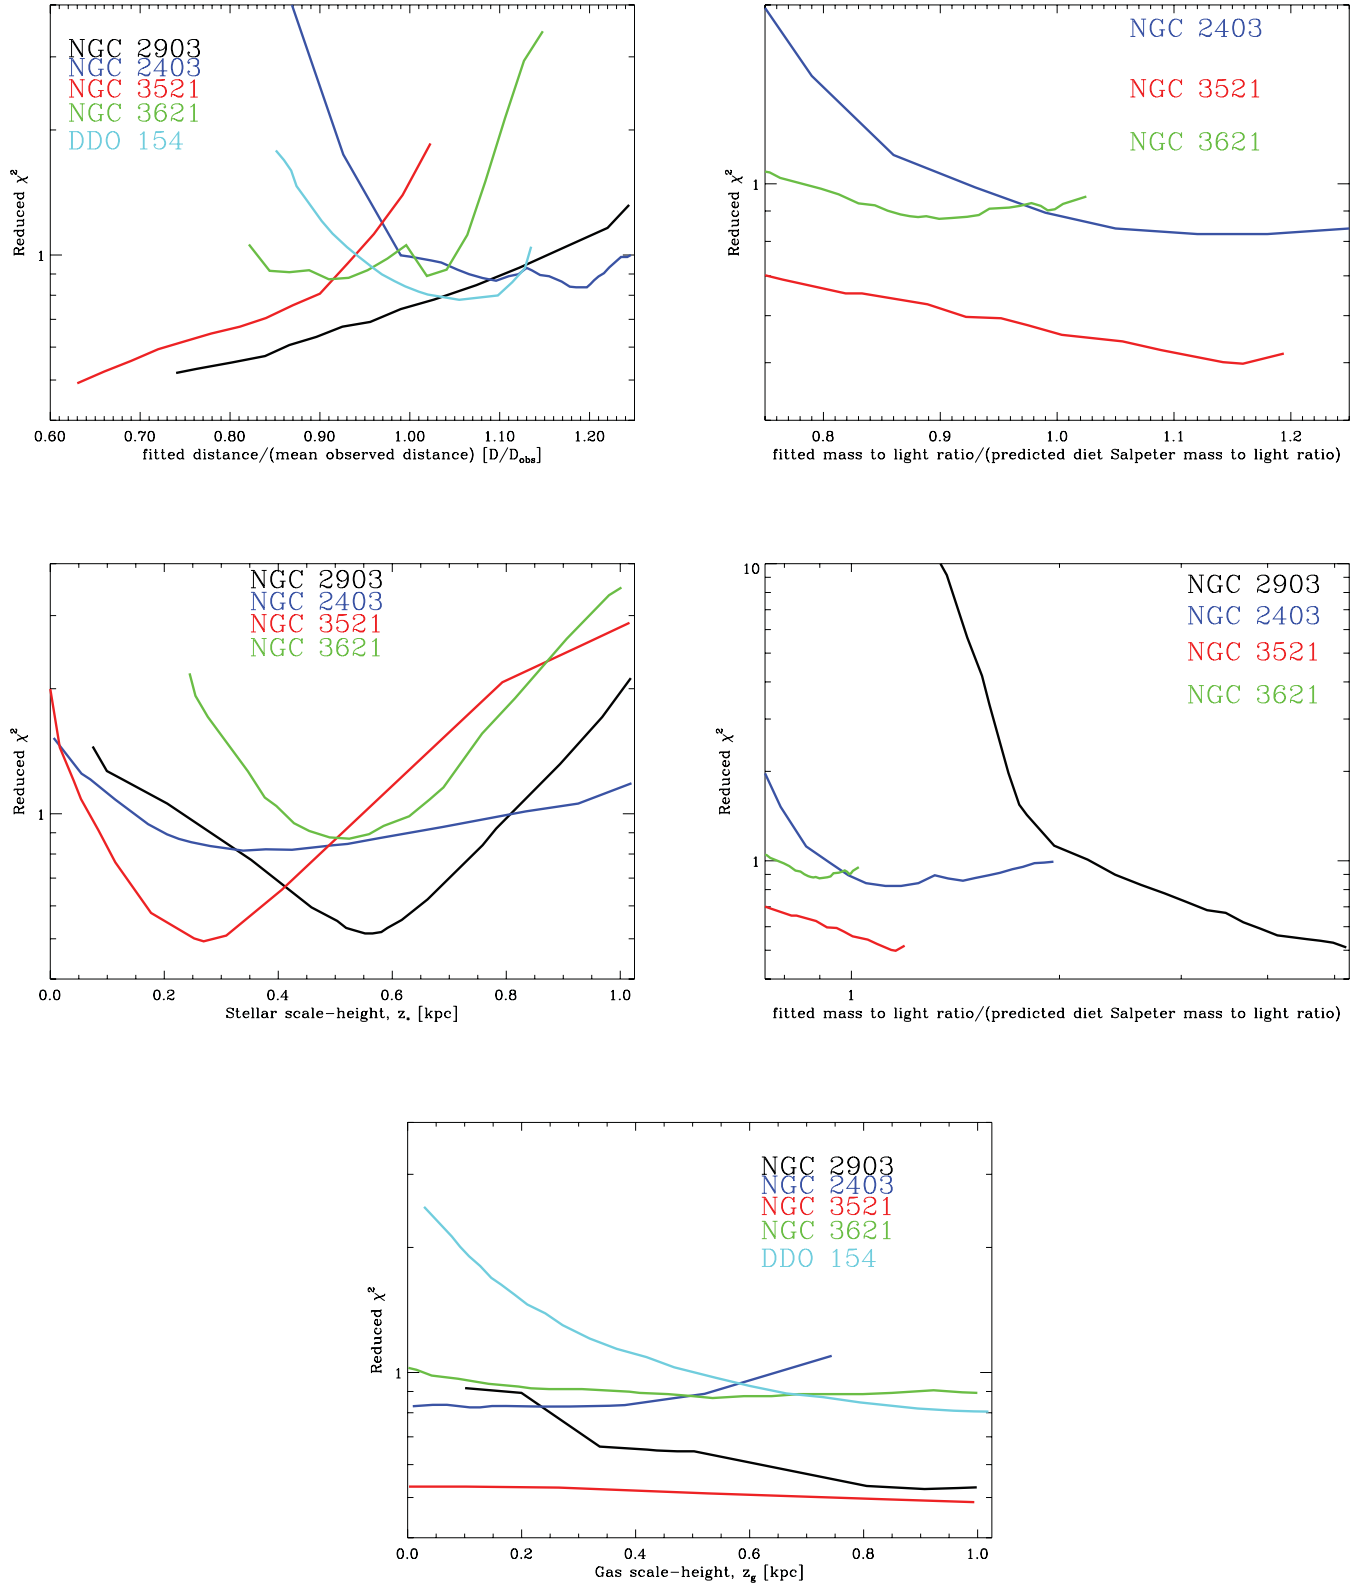 NGC 2903
NGC 2403
NGC 3521
NGC 3621
DDO 154
Reduced χ²
1
0.60 0.70 0.80 0.90 1.00 1.10 1.20
fitted distance/(mean observed distance) [D/D_obs]
NGC 2403
NGC 3521
NGC 3621
Reduced χ²
1
0.8 0.9 1.0 1.1 1.2
fitted mass to light ratio/(predicted diet Salpeter mass to light ratio)
NGC 2903
NGC 2403
NGC 3521
NGC 3621
Reduced χ²
1
0.0 0.2 0.4 0.6 0.8 1.0
Stellar scale-height, z_* [kpc]
10
NGC 2903
NGC 2403
NGC 3521
NGC 3621
Reduced χ²
1
1
fitted mass to light ratio/(predicted diet Salpeter mass to light ratio)
NGC 2903
NGC 2403
NGC 3521
NGC 3621
DDO 154
Reduced χ²
1
0.0 0.2 0.4 0.6 0.8 1.0
Gas scale-height, z_g [kpc]